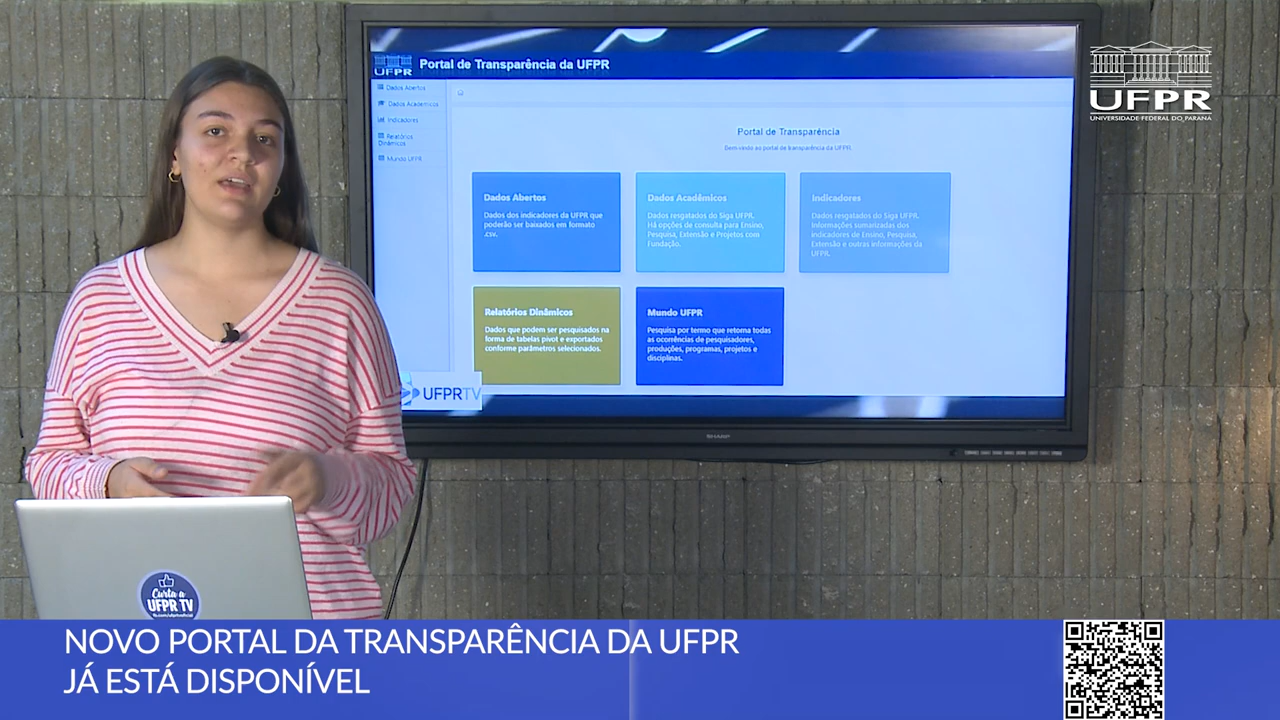 UFPR
Portal de Transparência da UFPR
Dados Abertos
Dados Acadêmicos
Indicadores
Relatórios
Dinâmicos
Mundo UFPR
Portal de Transparência
Bem-vindo ao portal de transparência da UFPR.
Dados Abertos
Dados dos indicadores da UFPR que
poderão ser baixados em formato
.csv.
Dados Acadêmicos
Dados resgatados do Siga UFPR.
Há opções de consulta para Ensino,
Pesquisa, Extensão e Projetos com
Fundação.
Indicadores
Dados resgatados do Siga UFPR.
Informações sumarizadas dos
indicadores de Ensino, Pesquisa,
Extensão e outras informações da
UFPR.
Relatórios Dinâmicos
Dados que podem ser pesquisados na
forma de tabelas pivot e exportados
conforme parâmetros selecionados.
Mundo UFPR
Pesquisa por termo que retorna todas
as ocorrências de pesquisadores,
produções, programas, projetos e
disciplinas.
UFPRTV
SHARP
UFPR
UNIVERSIDADE FEDERAL DO PARANÁ
Curta a
UFPR TV
NOVO PORTAL DA TRANSPARÊNCIA DA UFPR
JÁ ESTÁ DISPONÍVEL